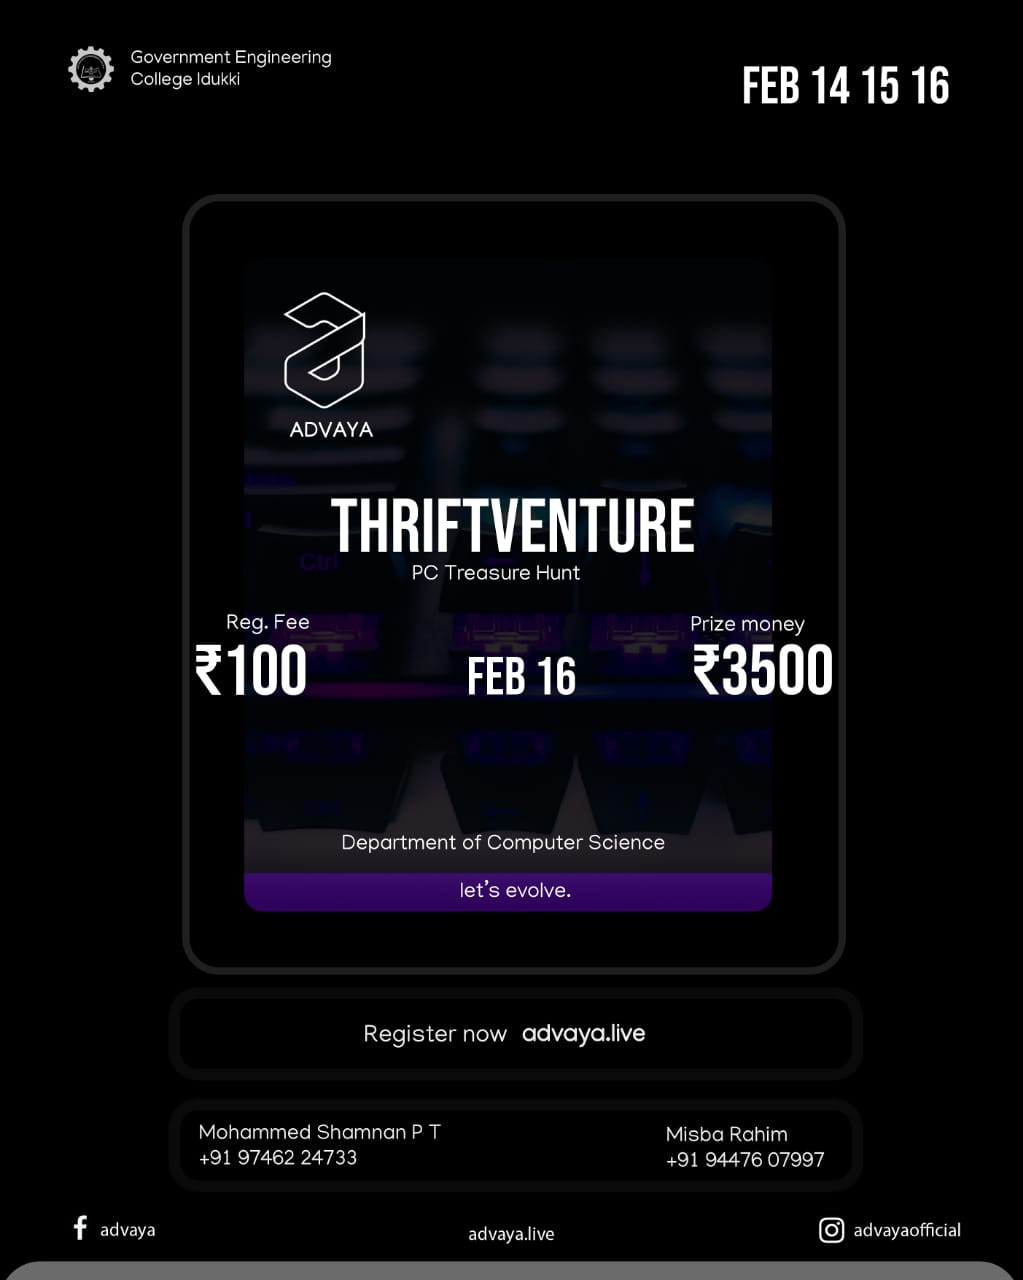 Government Engineering
College Idukki
FEB 14 15 16
ADVAYA
THRIFTVENTURE
PC Treasure Hunt
Reg. Fee
₹100
FEB 16
Prize money
₹3500
Ctrl
Department of Computer Science
let's evolve.
Register now advaya.live
Mohammed Shamnan P T
+91 97462 24733
Misba Rahim
+91 94476 07997
advaya
advaya.live
advayaofficial